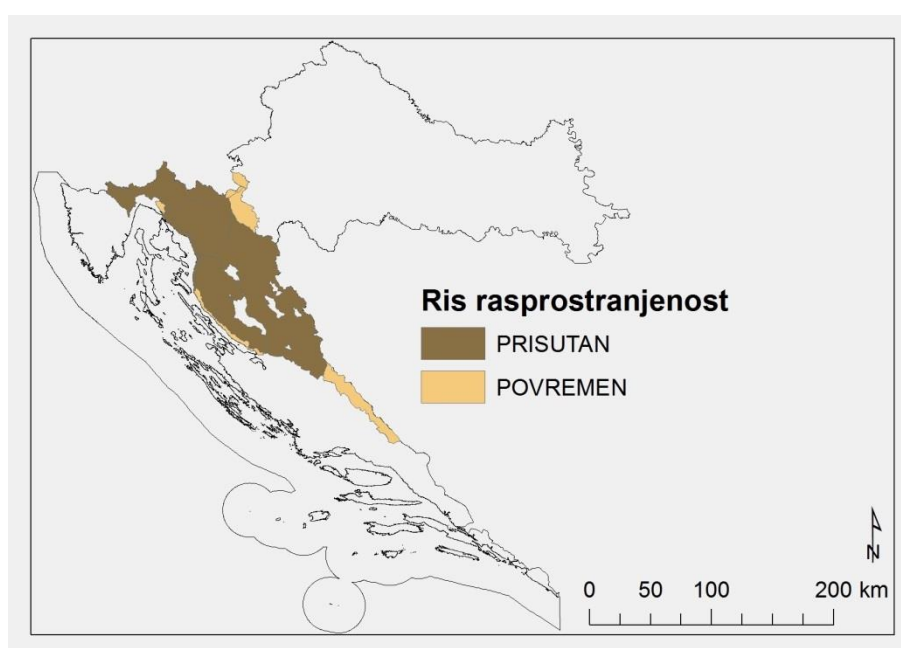 Ris rasprostranjenost
PRISUTAN
POVREMEN
N
0 50 100 200 km